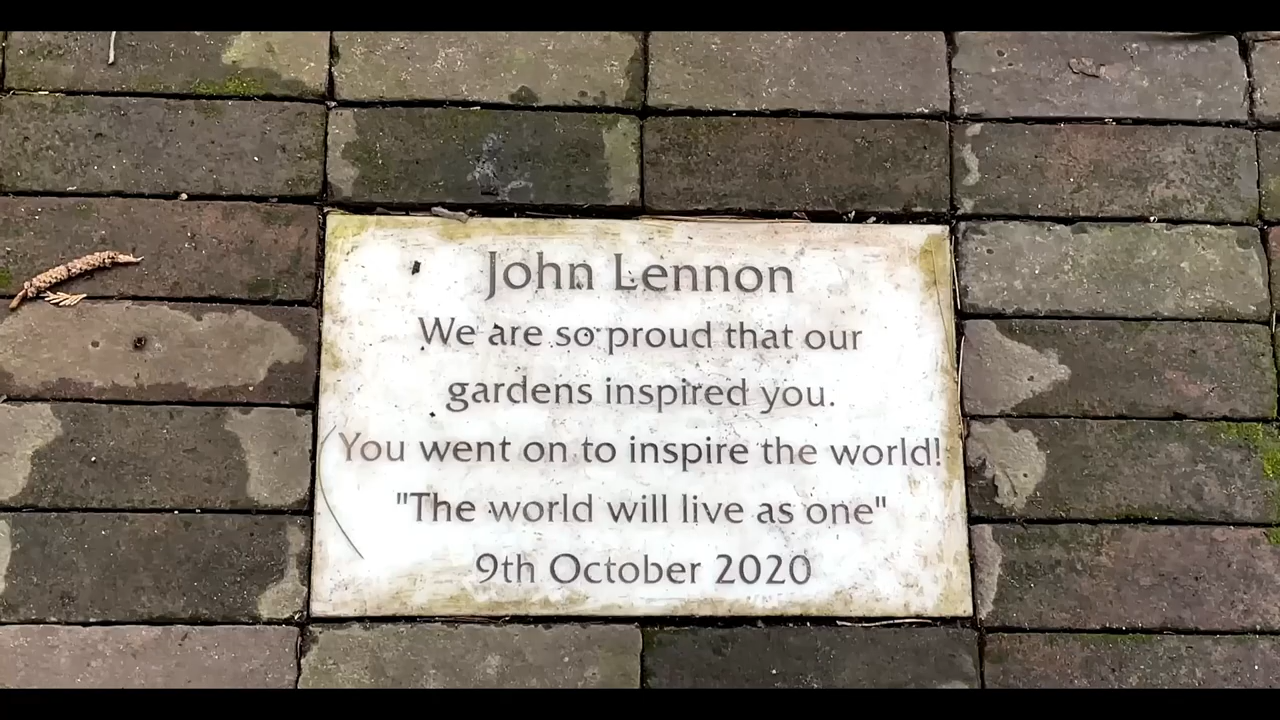 John Lennon
We are so proud that our
gardens inspired you.
You went on to inspire the world!
"The world will live as one"
9th October 2020